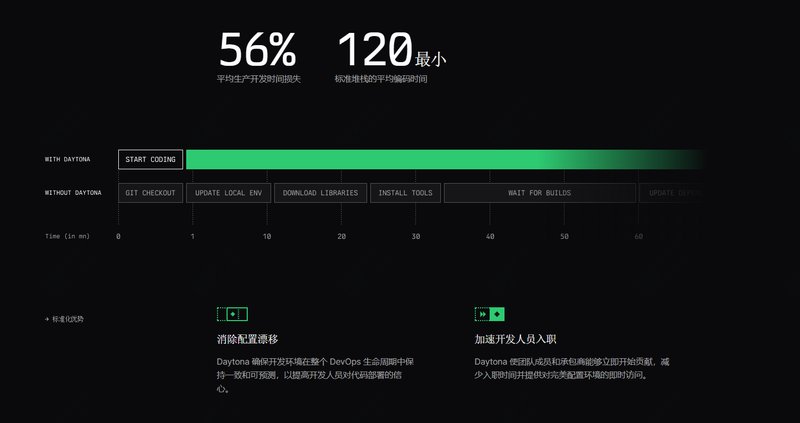 56% 120最小
平均生产开发时间损失 标准堆栈的平均编码时间
WITH DAYTONA START CODING
WITHOUT DAYTONA GIT CHECKOUT UPDATE LOCAL ENV DOWNLOAD LIBRARIES INSTALL TOOLS WAIT FOR BUILDS UPDATE
Time (in mn) 0 1 10 20 30 40 50 60
→ 标准化优势
消除配置漂移
Daytona 确保开发环境在整个 DevOps 生命周期中保
持一致和可预测，以提高开发人员对代码部署的信
心。
加速开发人员入职
Daytona 使团队成员和承包商能够立即开始贡献，减
少入职时间并提供对完美配置环境的即时访问。